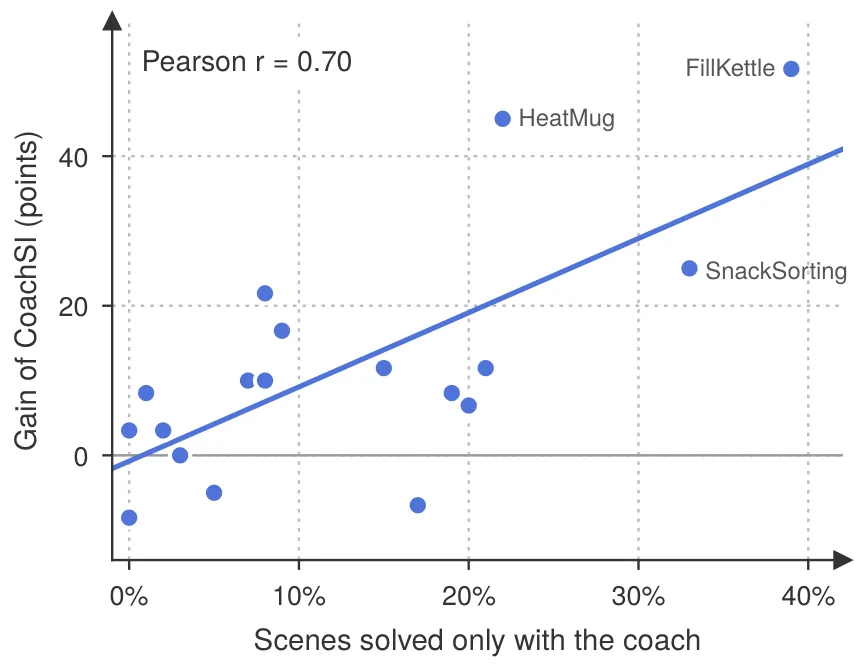 Pearson r = 0.70
FillKettle
HeatMug
SnackSorting
Gain of CoachSI (points)
40
20
0
0%
10%
20%
30%
40%
Scenes solved only with the coach